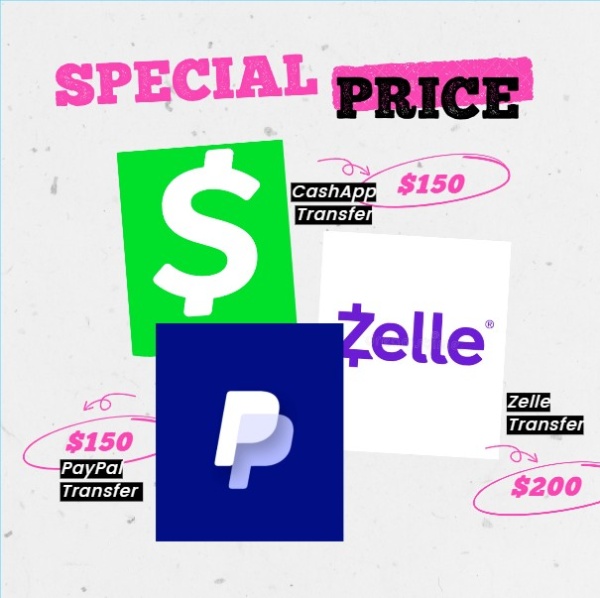 SPECIAL PRICE
$
CashApp
Transfer
$150
Zelle®
Zelle
Transfer
$200
$150
PayPal
Transfer
P